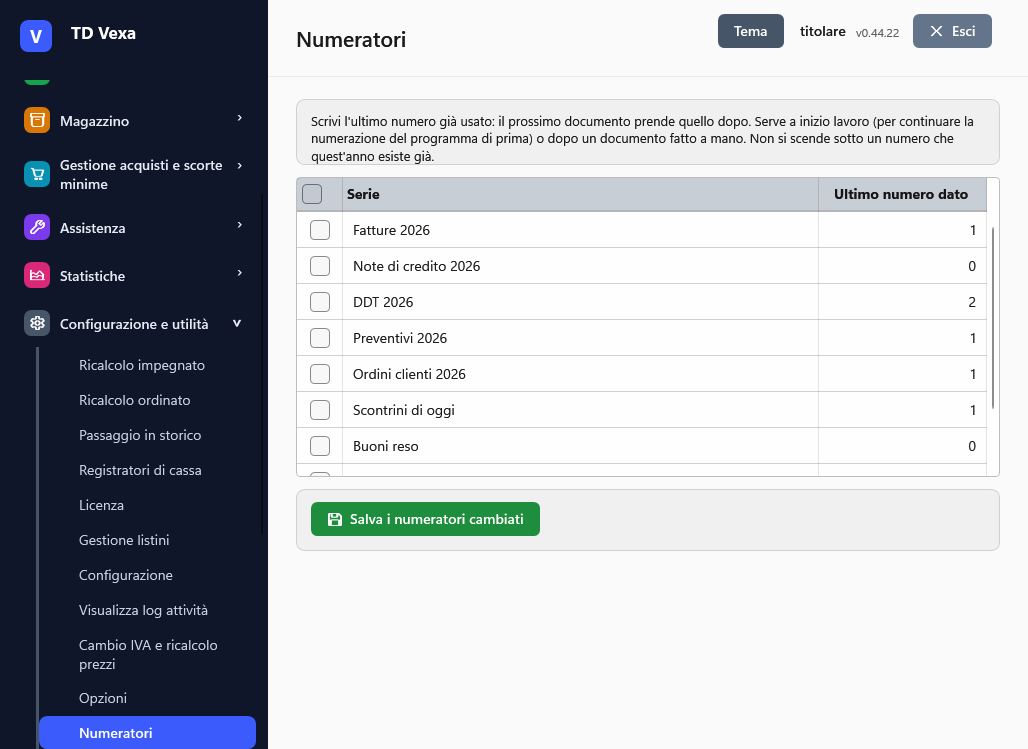 V
TD Vexa
Magazzino
Gestione acquisti e scorte
minime
Assistenza
Statistiche
Configurazione e utilità
Ricalcolo impegnato
Ricalcolo ordinato
Passaggio in storico
Registratori di cassa
Licenza
Gestione listini
Configurazione
Visualizza log attività
Cambio IVA e ricalcolo
prezzi
Opzioni
Numeratori
Numeratori
Tema
titolare v0.44.22
Esci
Scrivi l'ultimo numero già usato: il prossimo documento prende quello dopo. Serve a inizio lavoro (per continuare la
numerazione del programma di prima) o dopo un documento fatto a mano. Non si scende sotto un numero che
quest'anno esiste già.
Serie Ultimo numero dato
Fatture 2026 1
Note di credito 2026 0
DDT 2026 2
Preventivi 2026 1
Ordini clienti 2026 1
Scontrini di oggi 1
Buoni reso 0
Salva i numeratori cambiati